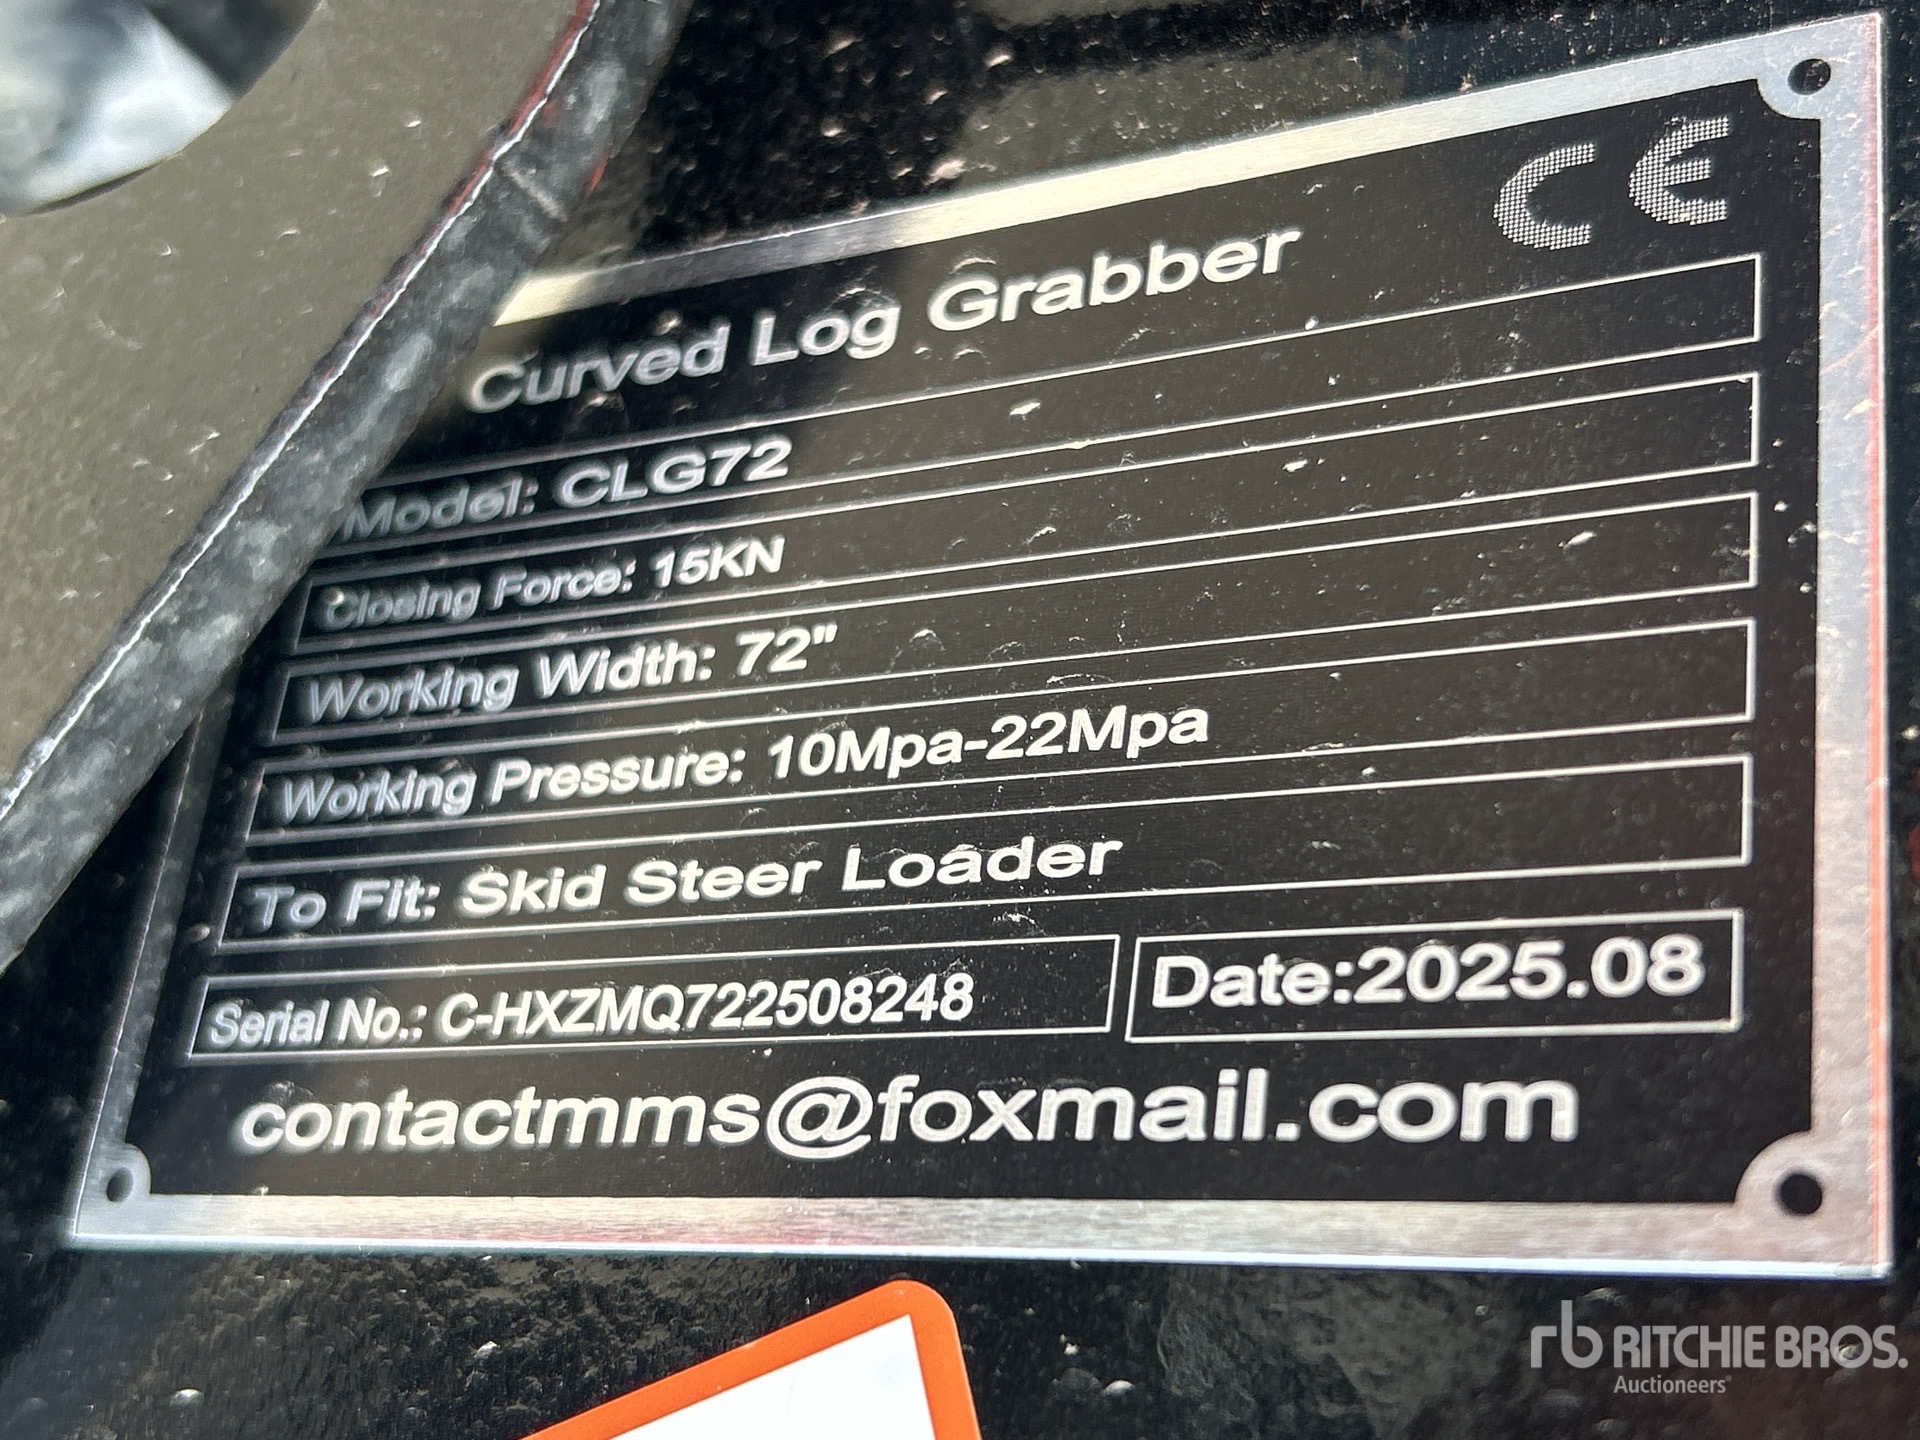 CE
Curved Log Grabber
Model: CLG72
Closing Force: 15KN
Working Width: 72"
Working Pressure: 10Mpa-22Mpa
To Fit: Skid Steer Loader
Serial No.: C-HXZMQ722508248
Date:2025.08
contactmms@foxmail.com
rb RITCHIE BROS.
Auctioneers